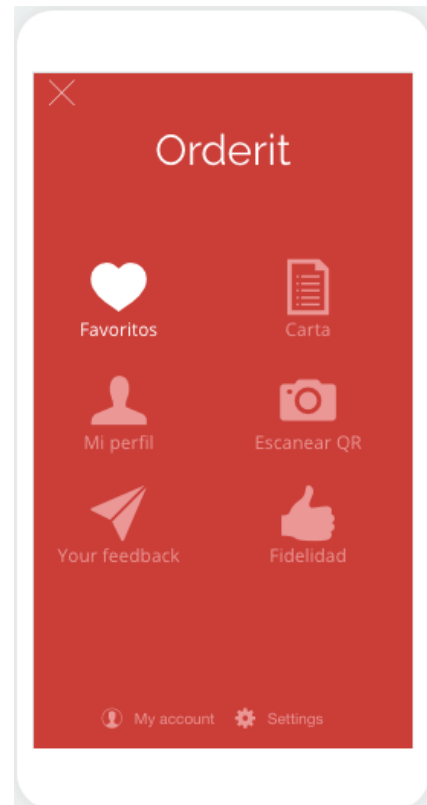 Orderit
Favoritos
Carta
Mi perfil
Escanear QR
Your feedback
Fidelidad
My account
Settings